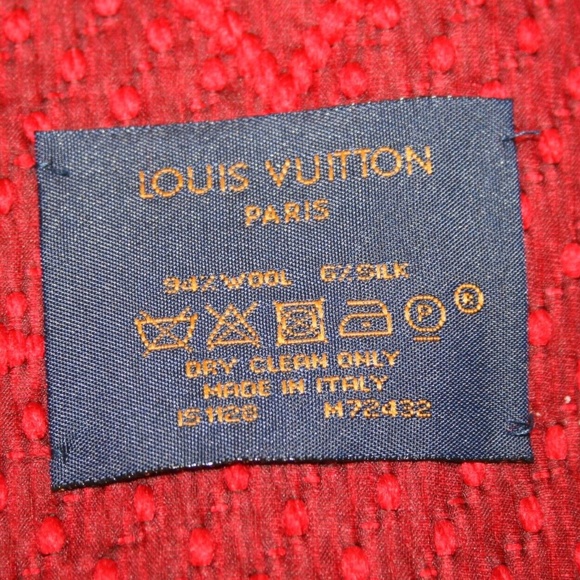 LOUIS VUITTON
PARIS
94% WOOL 6% SILK
P ®
DRY CLEAN ONLY
MADE IN ITALY
IS1128 M72432